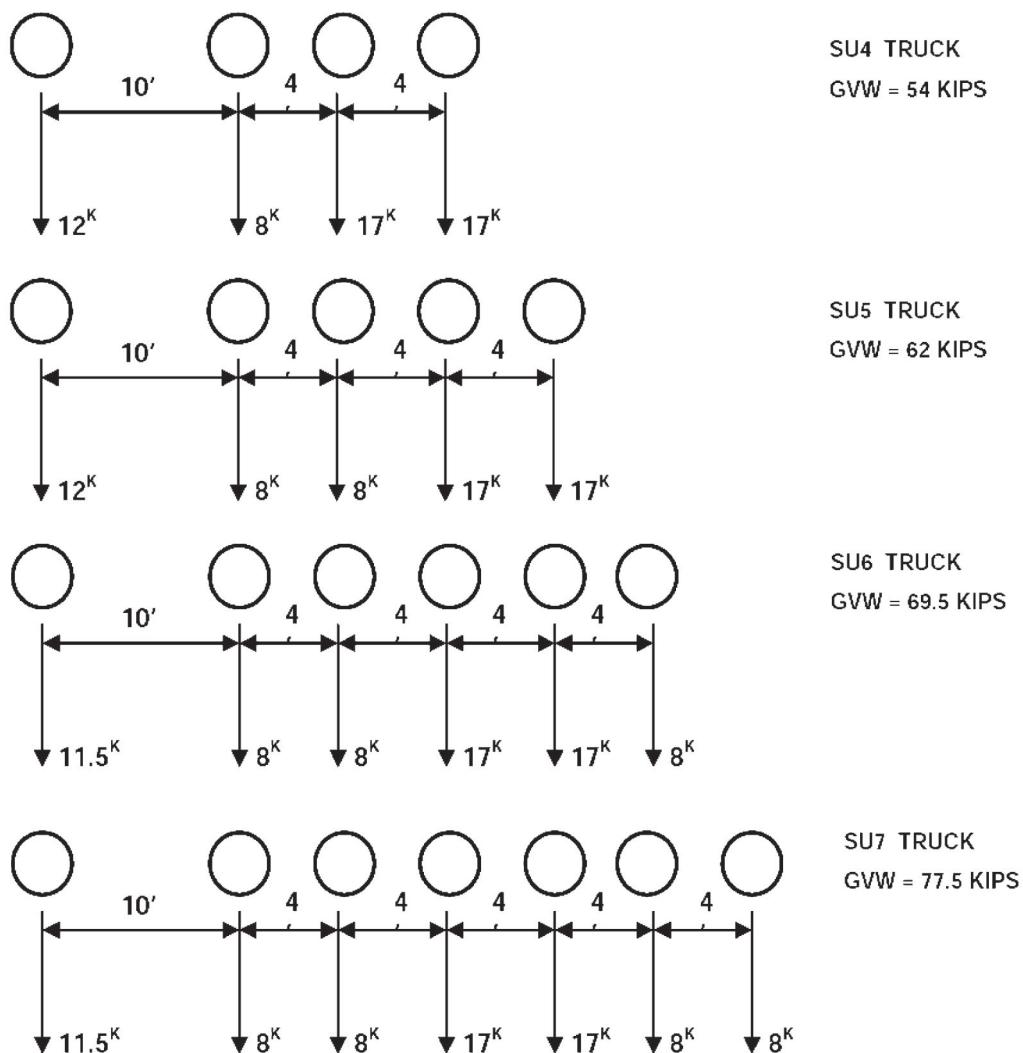 SU4 TRUCK
GVW = 54 KIPS
10' 4' 4'
12ᴷ 8ᴷ 17ᴷ 17ᴷ
SU5 TRUCK
GVW = 62 KIPS
10' 4' 4' 4'
12ᴷ 8ᴷ 8ᴷ 17ᴷ 17ᴷ
SU6 TRUCK
GVW = 69.5 KIPS
10' 4' 4' 4' 4'
11.5ᴷ 8ᴷ 8ᴷ 17ᴷ 17ᴷ 8ᴷ
SU7 TRUCK
GVW = 77.5 KIPS
10' 4' 4' 4' 4' 4'
11.5ᴷ 8ᴷ 8ᴷ 17ᴷ 17ᴷ 8ᴷ 8ᴷ